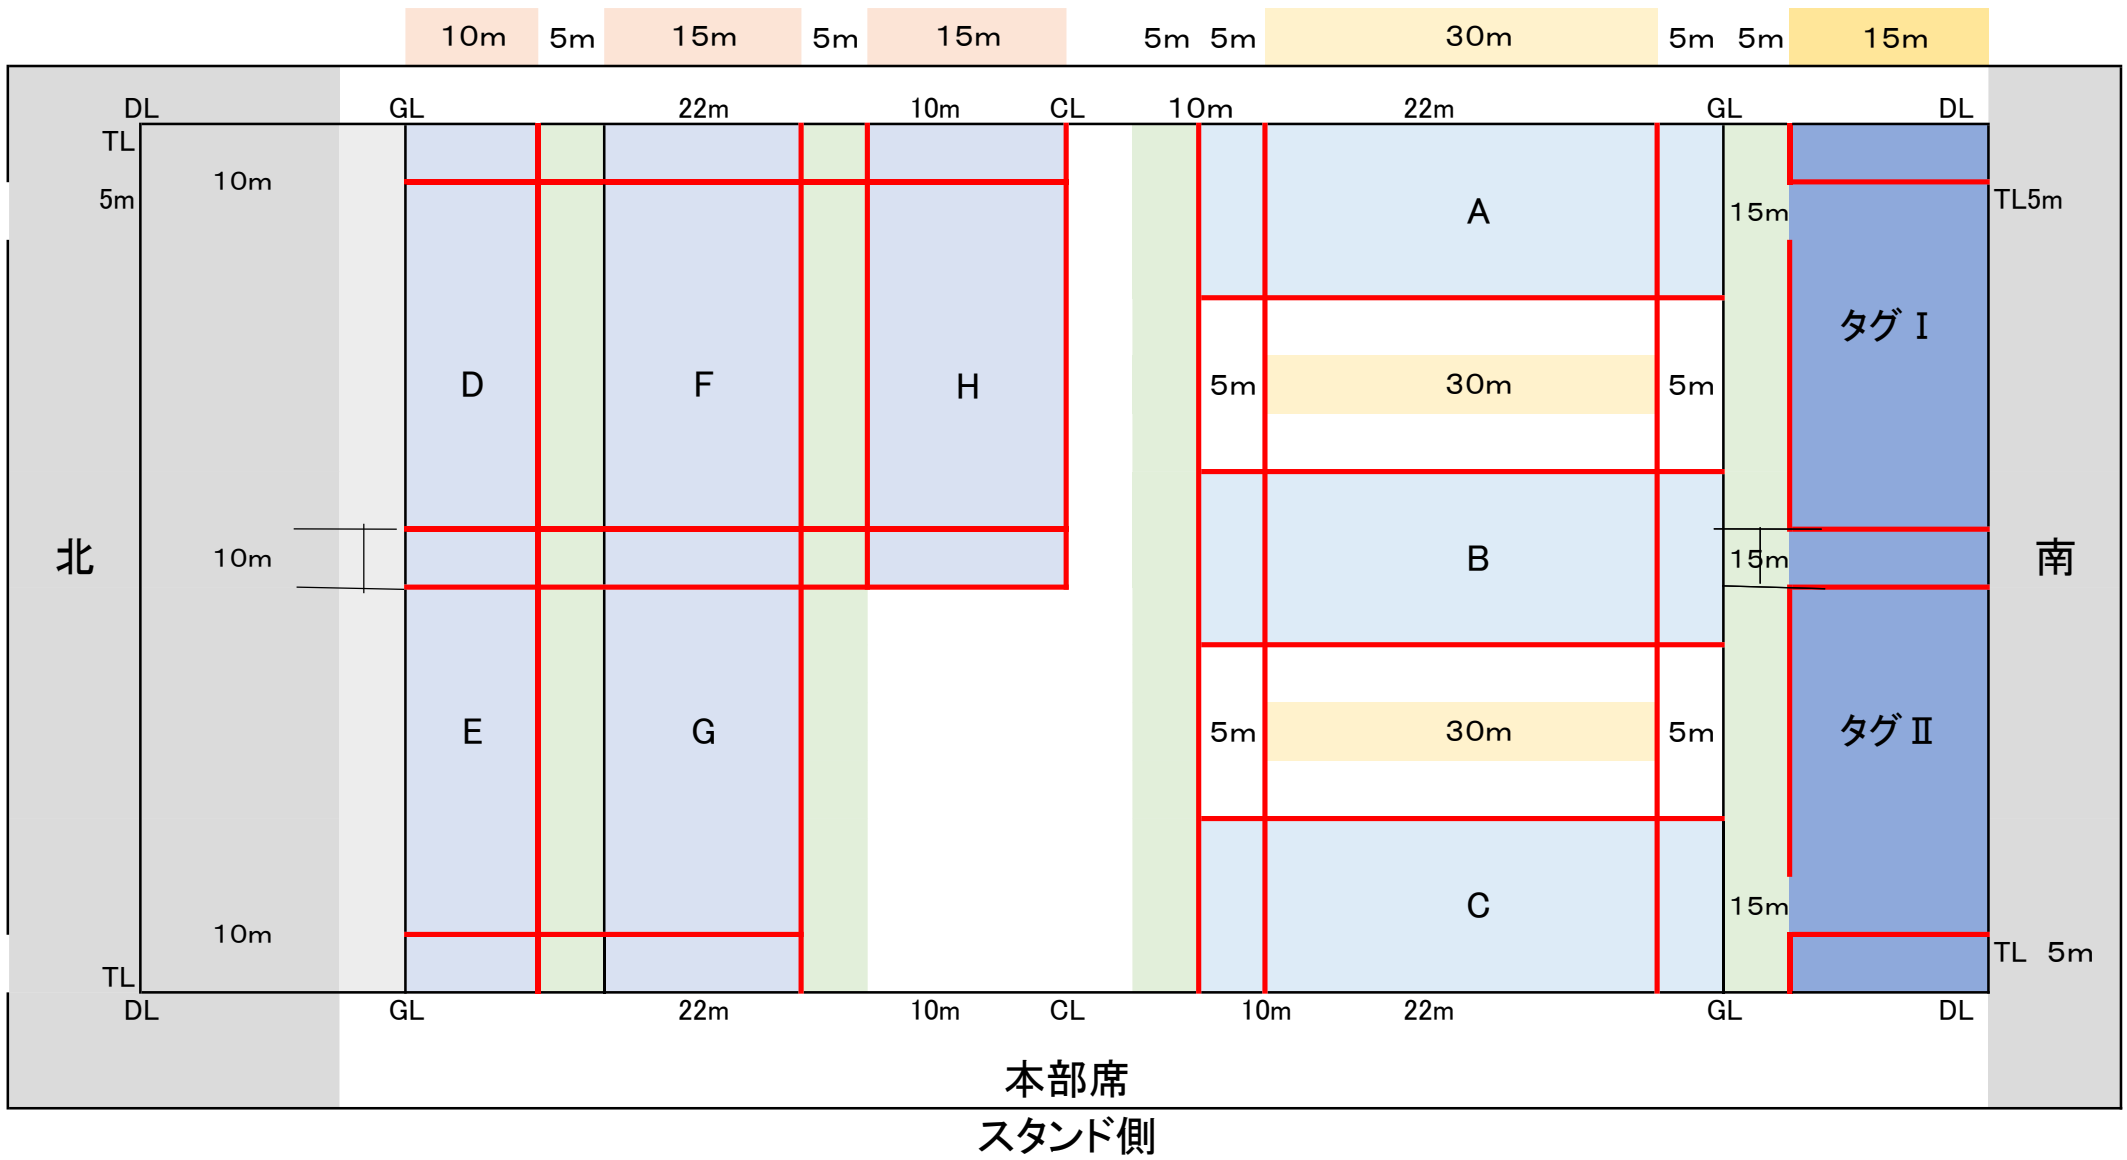 10m 5m 15m 5m 15m 5m 5m 30m 5m 5m 15m
DL GL 22m 10m CL 10m 22m GL DL
TL
10m
5m TL5m
A 15m
タグ Ⅰ
D F H 5m 30m 5m
北 10m B 15m 南
E G 5m 30m 5m タグ Ⅱ
C 15m
10m
TL 5m
TL
DL GL 22m 10m CL 10m 22m GL DL
本部席
スタンド側